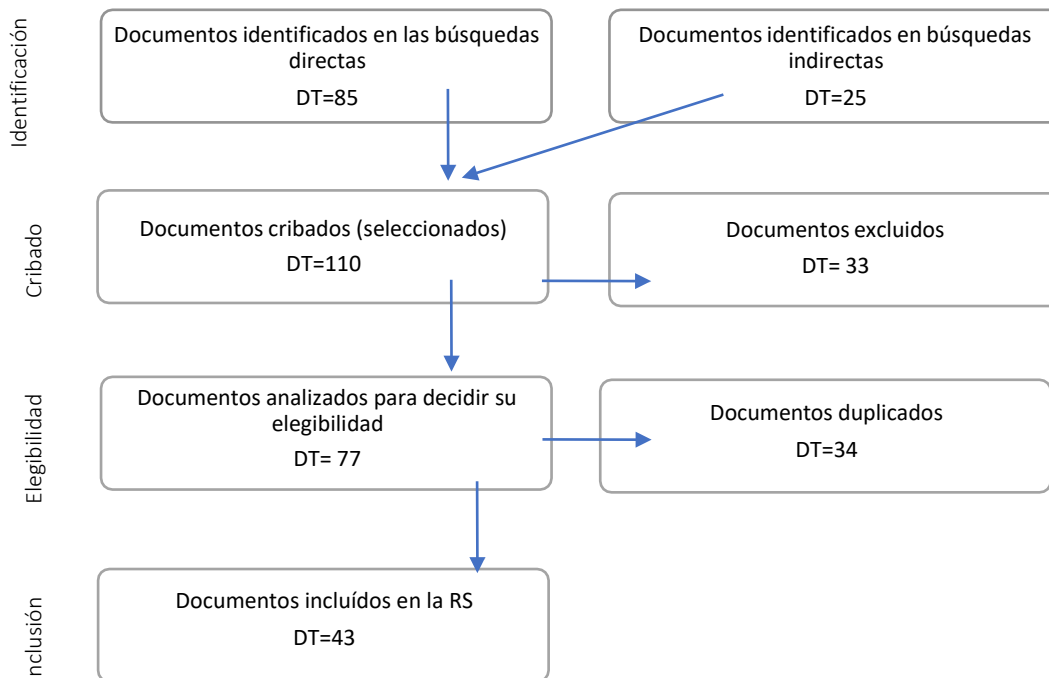 Identificación
Documentos identificados en las búsquedas
directas
DT=85
Documentos identificados en búsquedas
indirectas
DT=25
Cribado
Documentos cribados (seleccionados)
DT=110
Documentos excluidos
DT= 33
Elegibilidad
Documentos analizados para decidir su
elegibilidad
DT= 77
Documentos duplicados
DT=34
nclusión
Documentos incluídos en la RS
DT=43